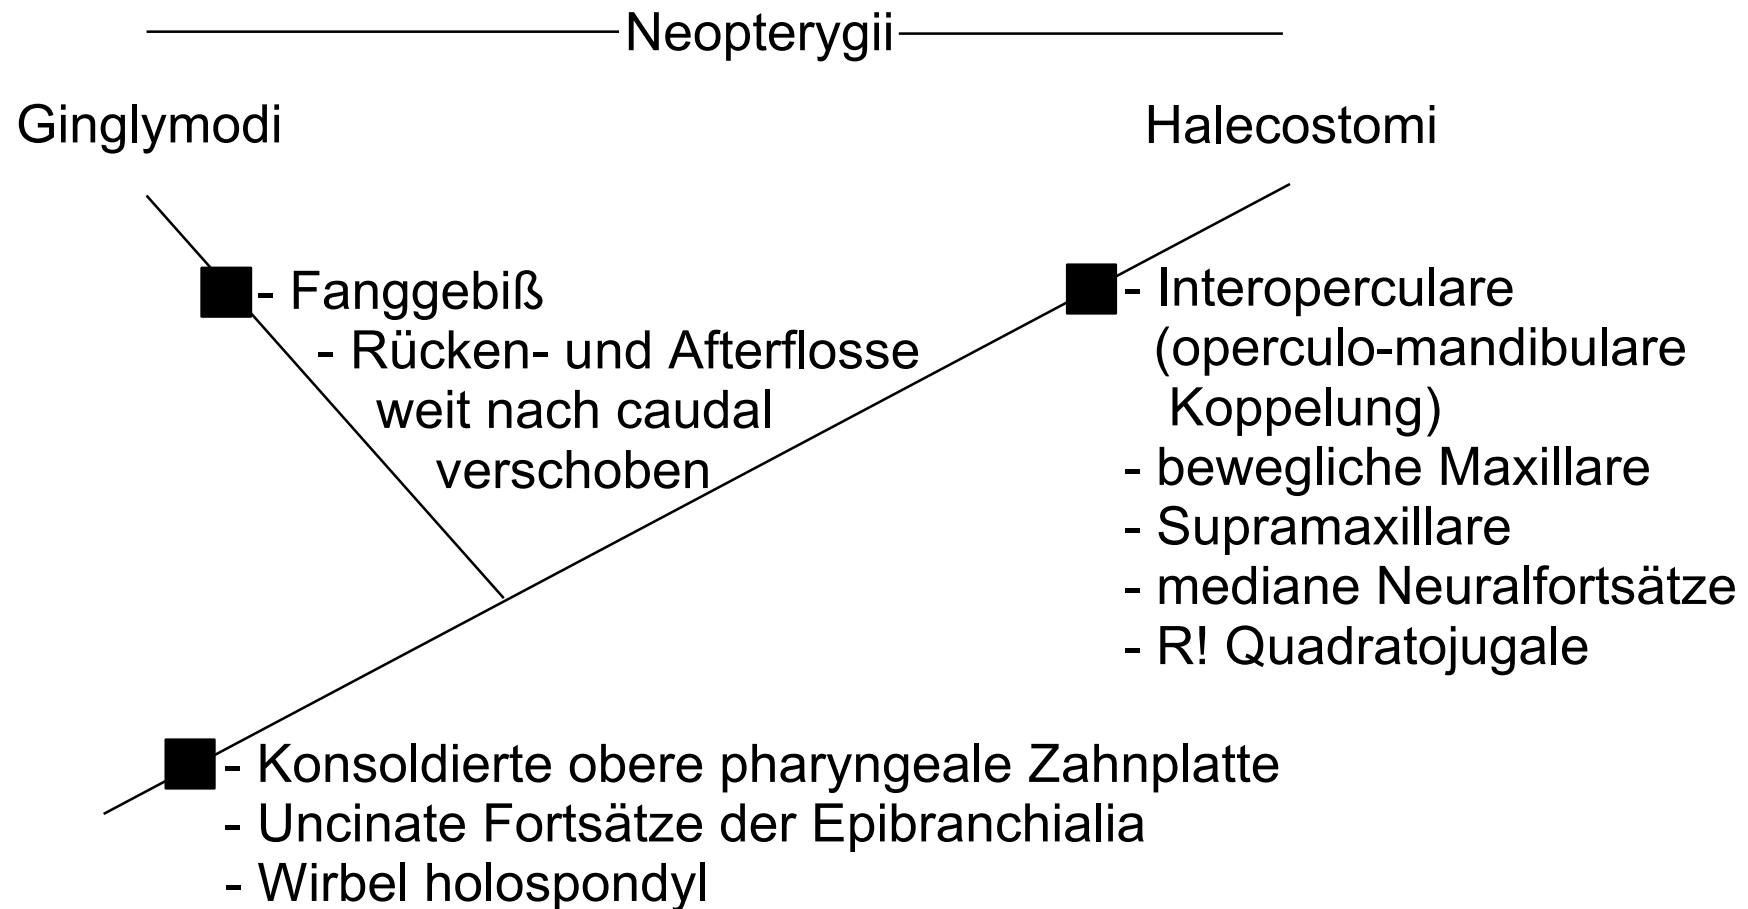 Neopterygii
Ginglymodi
Halecostomi
- Fanggebiß
- Rücken- und Afterflosse
weit nach caudal
verschoben
- Interoperculare
(operculo-mandibulare
Koppelung)
- bewegliche Maxillare
- Supramaxillare
- mediane Neuralfortsätze
- R! Quadratojugale
- Konsoldierte obere pharyngeale Zahnplatte
- Uncinate Fortsätze der Epibranchialia
- Wirbel holospondyl